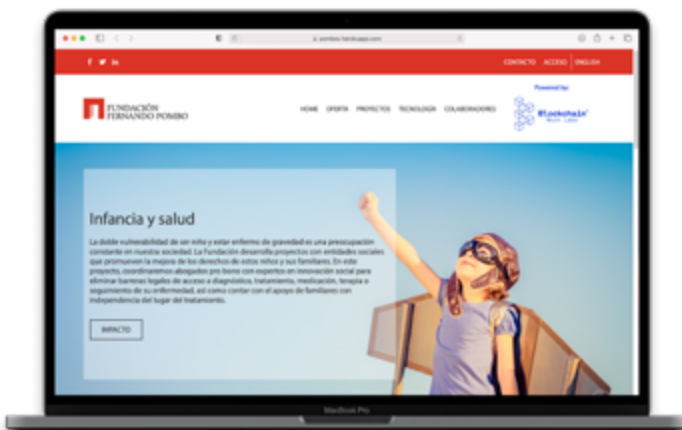 f in
CONTACTO ACCESO ENGLISH
Powered by:
FUNDACIÓN
FERNANDO POMBO
HOME OFERTA PROYECTOS TECNOLOGÍA COLABORADORES
Blockchain
Work Labs
Infancia y salud
La doble vulnerabilidad de ser niño y estar enfermo de gravedad es una preocupación
constante en nuestra sociedad. La Fundación desarrolla proyectos con entidades sociales
que promueven la mejora de los derechos de estos niños y sus familiares. En este
proyecto, coordinaremos abogados pro bono con expertos en innovación social para
eliminar barreras legales de acceso a diagnóstico, tratamiento, medicación, terapia o
seguimiento de su enfermedad, así como contar con el apoyo de familiares con
independencia del lugar del tratamiento.
IMPACTO
MacBook Pro